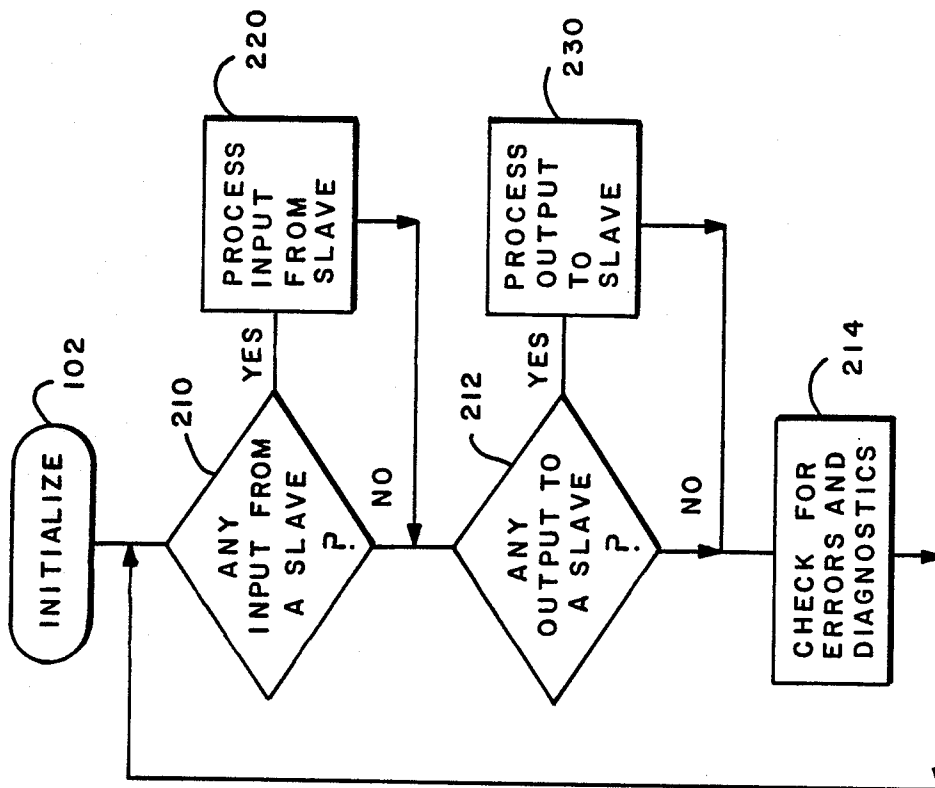 INITIALIZE
102
ANY
INPUT FROM
A SLAVE
?
210
YES
PROCESS
INPUT
FROM
SLAVE
220
NO
ANY
OUTPUT TO
A SLAVE
?
212
YES
PROCESS
OUTPUT
TO
SLAVE
230
NO
CHECK FOR
ERRORS AND
DIAGNOSTICS
214